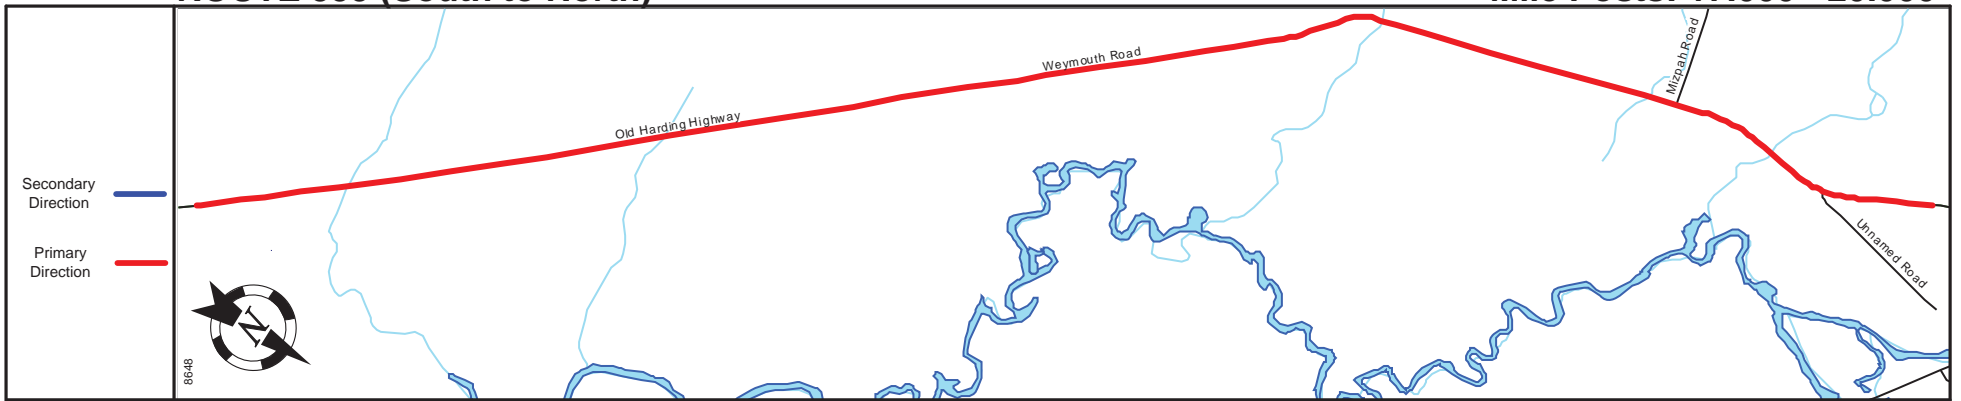 Secondary
Direction
Primary
Direction
Old Harding Highway
Weymouth Road
Mizpah Road
Unnamed Road
N
8648